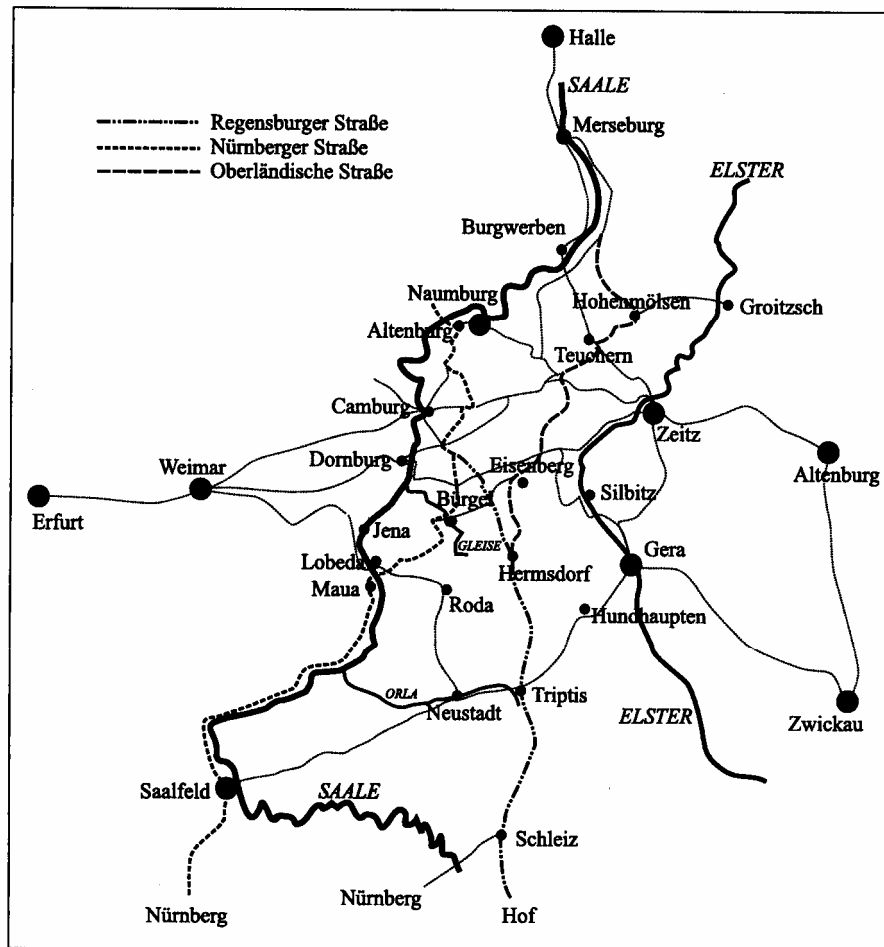 Halle
SAALE
Regensburger Straße
Merseburg
Nürnberger Straße
Oberländische Straße
ELSTER
Burgwerben
Naumburg
Hohenmölsen
Groitzsch
Altenburg
Teuchern
Camburg
Zeitz
Dornburg
Weimar
Eisenberg
Altenburg
Silbitz
Bürgel
Erfurt
Jena
GLEISE
Gera
Lobeda
Hermsdorf
Maua
Roda
Hundhaupten
ORLA
Triptis
Neustadt
ELSTER
Zwickau
Saalfeld
SAALE
Schleiz
Nürnberg
Nürnberg
Hof